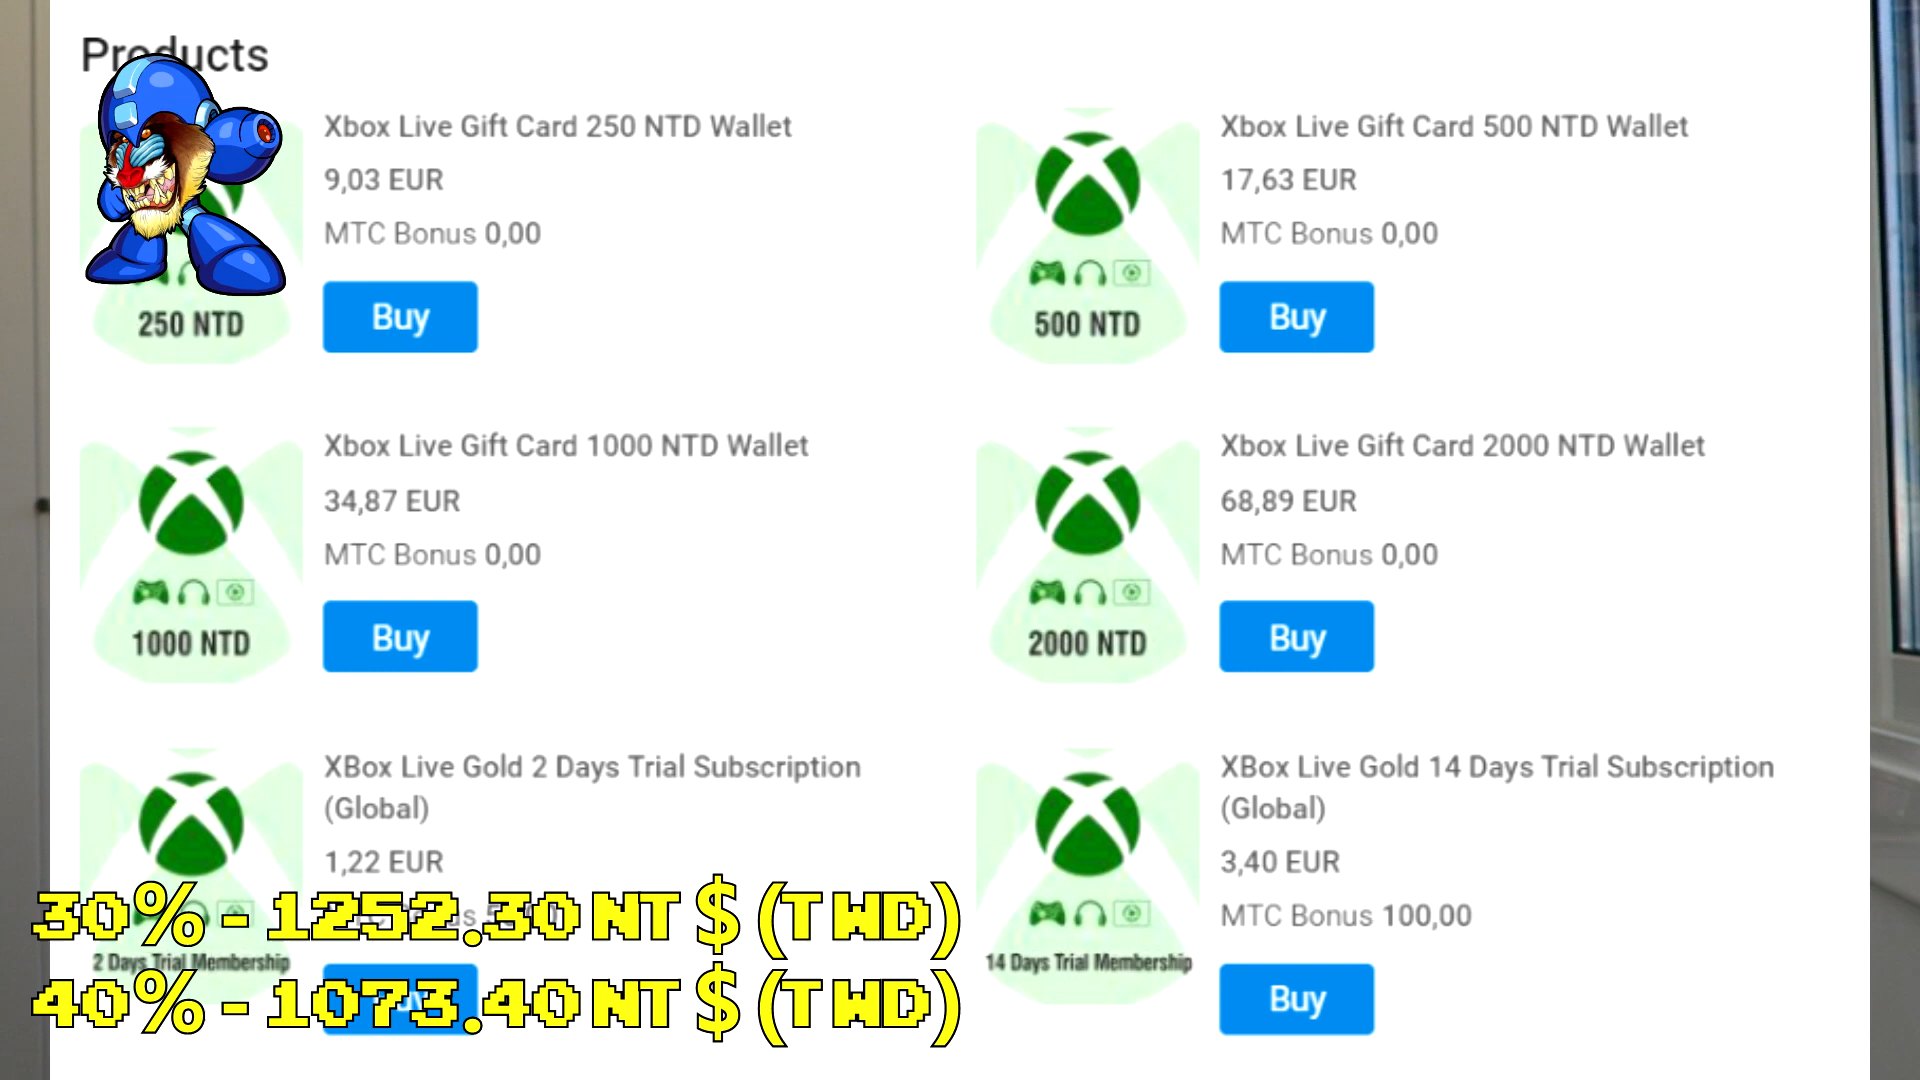 Products
Xbox Live Gift Card 250 NTD Wallet
9,03 EUR
MTC Bonus 0,00
Buy
250 NTD
Xbox Live Gift Card 500 NTD Wallet
17,63 EUR
MTC Bonus 0,00
Buy
500 NTD
Xbox Live Gift Card 1000 NTD Wallet
34,87 EUR
MTC Bonus 0,00
Buy
1000 NTD
Xbox Live Gift Card 2000 NTD Wallet
68,89 EUR
MTC Bonus 0,00
Buy
2000 NTD
XBox Live Gold 2 Days Trial Subscription
(Global)
1,22 EUR
2 Days Trial Membership
XBox Live Gold 14 Days Trial Subscription
(Global)
3,40 EUR
MTC Bonus 100,00
14 Days Trial Membership
Buy
30% - 1252.30 NT$ (TWD)
40% - 1073.40 NT$ (TWD)